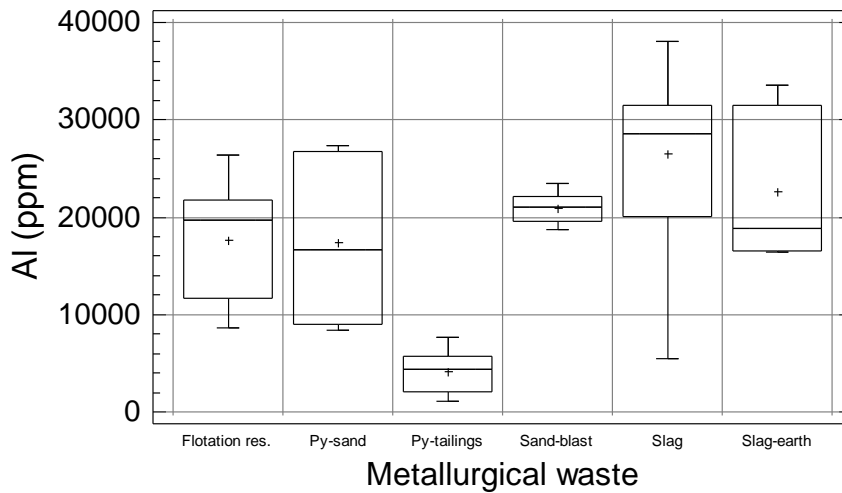 Al (ppm)
40000
30000
20000
10000
0
Flotation res. Py-sand Py-tailings Sand-blast Slag Slag-earth
Metallurgical waste